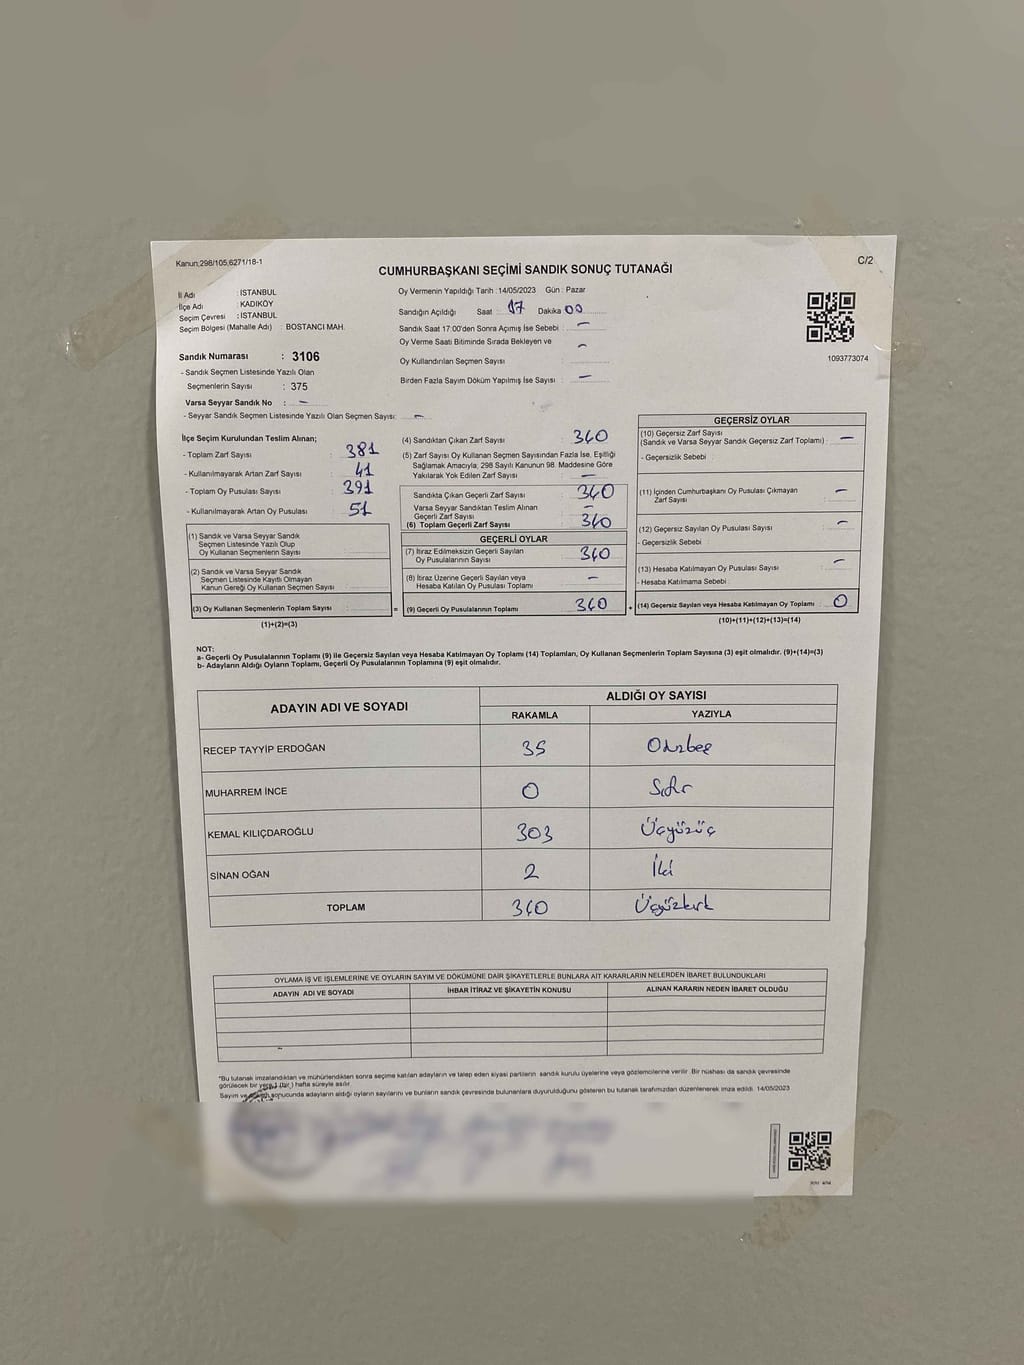 Kanun;298/105,6271/18-1
C/2
CUMHURBAŞKANI SEÇİMİ SANDIK SONUÇ TUTANAĞI
İl Adı : İSTANBUL
İlçe Adı : KADIKÖY
Seçim Çevresi : İSTANBUL
Seçim Bölgesi (Mahalle Adı) : BOSTANCI MAH.
Oy Vermenin Yapıldığı Tarih :14/05/2023 Gün : Pazar
Sandığın Açıldığı Saat : 17 Dakika 00
Sandık Saat 17:00'den Sonra Açımış İse Sebebi : —
Oy Verme Saati Bitiminde Sırada Bekleyen ve —
Oy Kullandırılan Seçmen Sayısı
Birden Fazla Sayım Döküm Yapılmış İse Sayısı : —
1093773074
Sandık Numarası : 3106
- Sandık Seçmen Listesinde Yazılı Olan
Seçmenlerin Sayısı : 375
Varsa Seyyar Sandık No : —
- Seyyar Sandık Seçmen Listesinde Yazılı Olan Seçmen Sayısı: —
İlçe Seçim Kurulundan Teslim Alınan;
- Toplam Zarf Sayısı : 381
- Kullanılmayarak Artan Zarf Sayısı : 41
- Toplam Oy Pusulası Sayısı : 391
- Kullanılmayarak Artan Oy Pusulası : 51
(1) Sandık ve Varsa Seyyar Sandık
Seçmen Listesinde Yazılı Olup
Oy Kullanan Seçmenlerin Sayısı
(2) Sandık ve Varsa Seyyar Sandık
Seçmen Listesinde Kayıtlı Olmayan
Kanun Gereği Oy Kullanan Seçmen Sayısı
(3) Oy Kullanan Seçmenlerin Toplam Sayısı :
(1)+(2)=(3)
(4) Sandıktan Çıkan Zarf Sayısı : 340
(5) Zarf Sayısı Oy Kullanan Seçmen Sayısından Fazla İse, Eşitliği
Sağlamak Amacıyla; 298 Sayılı Kanunun 98. Maddesine Göre
Yakılarak Yok Edilen Zarf Sayısı : —
Sandıkta Çıkan Geçerli Zarf Sayısı : 340
Varsa Seyyar Sandıktan Teslim Alınan
Geçerli Zarf Sayısı : —
(6) Toplam Geçerli Zarf Sayısı : 340
GEÇERLİ OYLAR
(7) İtiraz Edilmeksizin Geçerli Sayılan
Oy Pusulalarının Sayısı : 340
(8) İtiraz Üzerine Geçerli Sayılan veya
Hesaba Katılan Oy Pusulası Toplamı : —
= (9) Geçerli Oy Pusulalarının Toplamı : 340
GEÇERSİZ OYLAR
(10) Geçersiz Zarf Sayısı
(Sandık ve Varsa Seyyar Sandık Geçersiz Zarf Toplamı) : —
- Geçersizlik Sebebi :
(11) İçinden Cumhurbaşkanı Oy Pusulası Çıkmayan
Zarf Sayısı : —
(12) Geçersiz Sayılan Oy Pusulası Sayısı : —
- Geçersizlik Sebebi :
(13) Hesaba Katılmayan Oy Pusulası Sayısı : —
- Hesaba Katılmama Sebebi :
+ (14) Geçersiz Sayılan veya Hesaba Katılmayan Oy Toplamı : 0
(10)+(11)+(12)+(13)=(14)
NOT:
a- Geçerli Oy Pusulalarının Toplamı (9) ile Geçersiz Sayılan veya Hesaba Katılmayan Oy Toplamı (14) Toplamları, Oy Kullanan Seçmenlerin Toplam Sayısına (3) eşit olmalıdır. (9)+(14)=(3)
b- Adayların Aldığı Oyların Toplamı, Geçerli Oy Pusulalarının Toplamına (9) eşit olmalıdır.
ADAYIN ADI VE SOYADI ALDIĞI OY SAYISI
RAKAMLA YAZIYLA
RECEP TAYYİP ERDOĞAN 35 Otuzbeş
MUHARREM İNCE 0 Sıfır
KEMAL KILIÇDAROĞLU 303 Üçyüzüç
SİNAN OĞAN 2 İki
TOPLAM 340 Üçyüzkırk
OYLAMA İŞ VE İŞLEMLERİNE VE OYLARIN SAYIM VE DÖKÜMÜNE DAİR ŞİKAYETLERLE BUNLARA AİT KARARLARIN NELERDEN İBARET BULUNDUKLARI
ADAYIN ADI VE SOYADI İHBAR İTİRAZ VE ŞİKAYETİN KONUSU ALINAN KARARIN NEDEN İBARET OLDUĞU
"Bu tutanak imzalandıktan ve mühürlendikten sonra seçime katılan adayların ve talep eden siyasi partilerin sandık kurulu üyelerine veya gözlemcilerine verilir. Bir nüshası da sandık çevresinde
görülecek bir yere 1 (bir ) hafta süreyle asılır.
Sayım ve sonucunda adayların aldığı oyların sayılarını ve bunların sandık çevresinde bulunanlara duyurulduğunu gösteren bu tutanak tarafımızdan düzenlenerek imza edildi. 14/05/2023